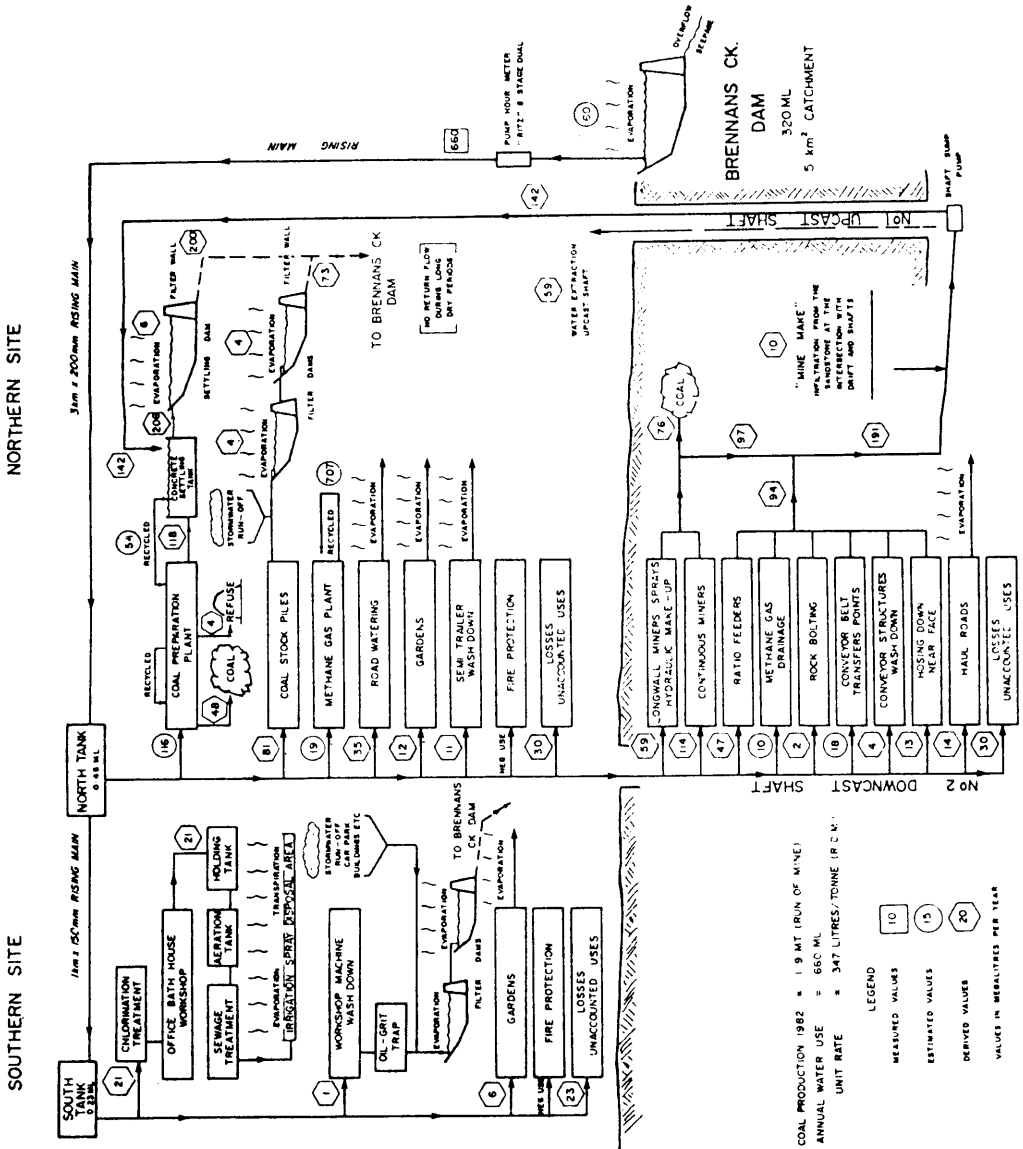 SOUTHERN SITE
NORTHERN SITE
SOUTH
TANK
0.23 ML
1km x 150mm RISING MAIN
NORTH TANK
3km x 200mm RISING MAIN
RISING MAIN
660
PUMP HOUR METER
EVAPORATION
OVERFLOW
SEEPAGE
BRENNANS CK.
DAM
320 ML
5 km² CATCHMENT
21
CHLORINATION
TREATMENT
OFFICE BATH HOUSE
WORKSHOP
21
HOLDING
TANK
AERATION
TANK
SEWAGE
TREATMENT
EVAPORATION
TRANSPIRATION
IRRIGATION SPRAY DISPOSAL AREA
1
WORKSHOP MACHINE
WASH DOWN
OIL-GRIT
TRAP
STORMWATER
RUN-OFF
CAR PARK
BUILDINGS ETC
EVAPORATION
EVAPORATION
FILTER DAMS
TO BRENNANS
CK DAM
6
GARDENS
EVAPORATION
NEG USE
FIRE PROTECTION
23
LOSSES
UNACCOUNTED USES
116
COAL PREPARATION
PLANT
RECYCLED
RECYCLED
54
118
48
COAL
4
REFUSE
CONCRETE
SETTLING
TANK
142
206
EVAPORATION
6
SETTLING DAM
FILTER WALL
200
81
COAL STOCK PILES
STORMWATER
RUN-OFF
EVAPORATION
4
EVAPORATION
4
FILTER DAMS
FILTER WALL
73
TO BRENNANS CK
DAM
NO RETURN FLOW
DURING LONG
DRY PERIODS
19
METHANE GAS PLANT
RECYCLED
707
35
ROAD WATERING
EVAPORATION
12
GARDENS
EVAPORATION
11
SEMI TRAILER
WASH DOWN
EVAPORATION
NEG USE
FIRE PROTECTION
30
LOSSES
UNACCOUNTED USES
142
59
WATER EXTRACTION
UPCAST SHAFT
No 1 UPCAST SHAFT
SHAFT SUMP
PUMP
No 2 DOWNCAST SHAFT
59
LONGWALL MINERS SPRAYS
HYDRAULIC MAKE-UP
114
CONTINUOUS MINERS
47
RATIO FEEDERS
10
METHANE GAS
DRAINAGE
2
ROCK BOLTING
18
CONVEYOR BELT
TRANSFERS POINTS
4
CONVEYOR STRUCTURES
WASH DOWN
13
HOSING DOWN
NEAR FACE
14
HAUL ROADS
EVAPORATION
30
LOSSES
UNACCOUNTED USES
76
COAL
97
94
191
10
"MINE MAKE"
INFILTRATION FROM THE
SANDSTONE AT THE
INTERSECTION WITH
DRIFT AND SHAFTS
COAL PRODUCTION 1982 = 1.9 MT (RUN OF MINE)
ANNUAL WATER USE = 660 ML
UNIT RATE = 347 LITRES/TONNE (R.O.M.)
LEGEND
MEASURED VALUES 10
ESTIMATED VALUES 15
DERIVED VALUES 20
VALUES IN MEGALITRES PER YEAR